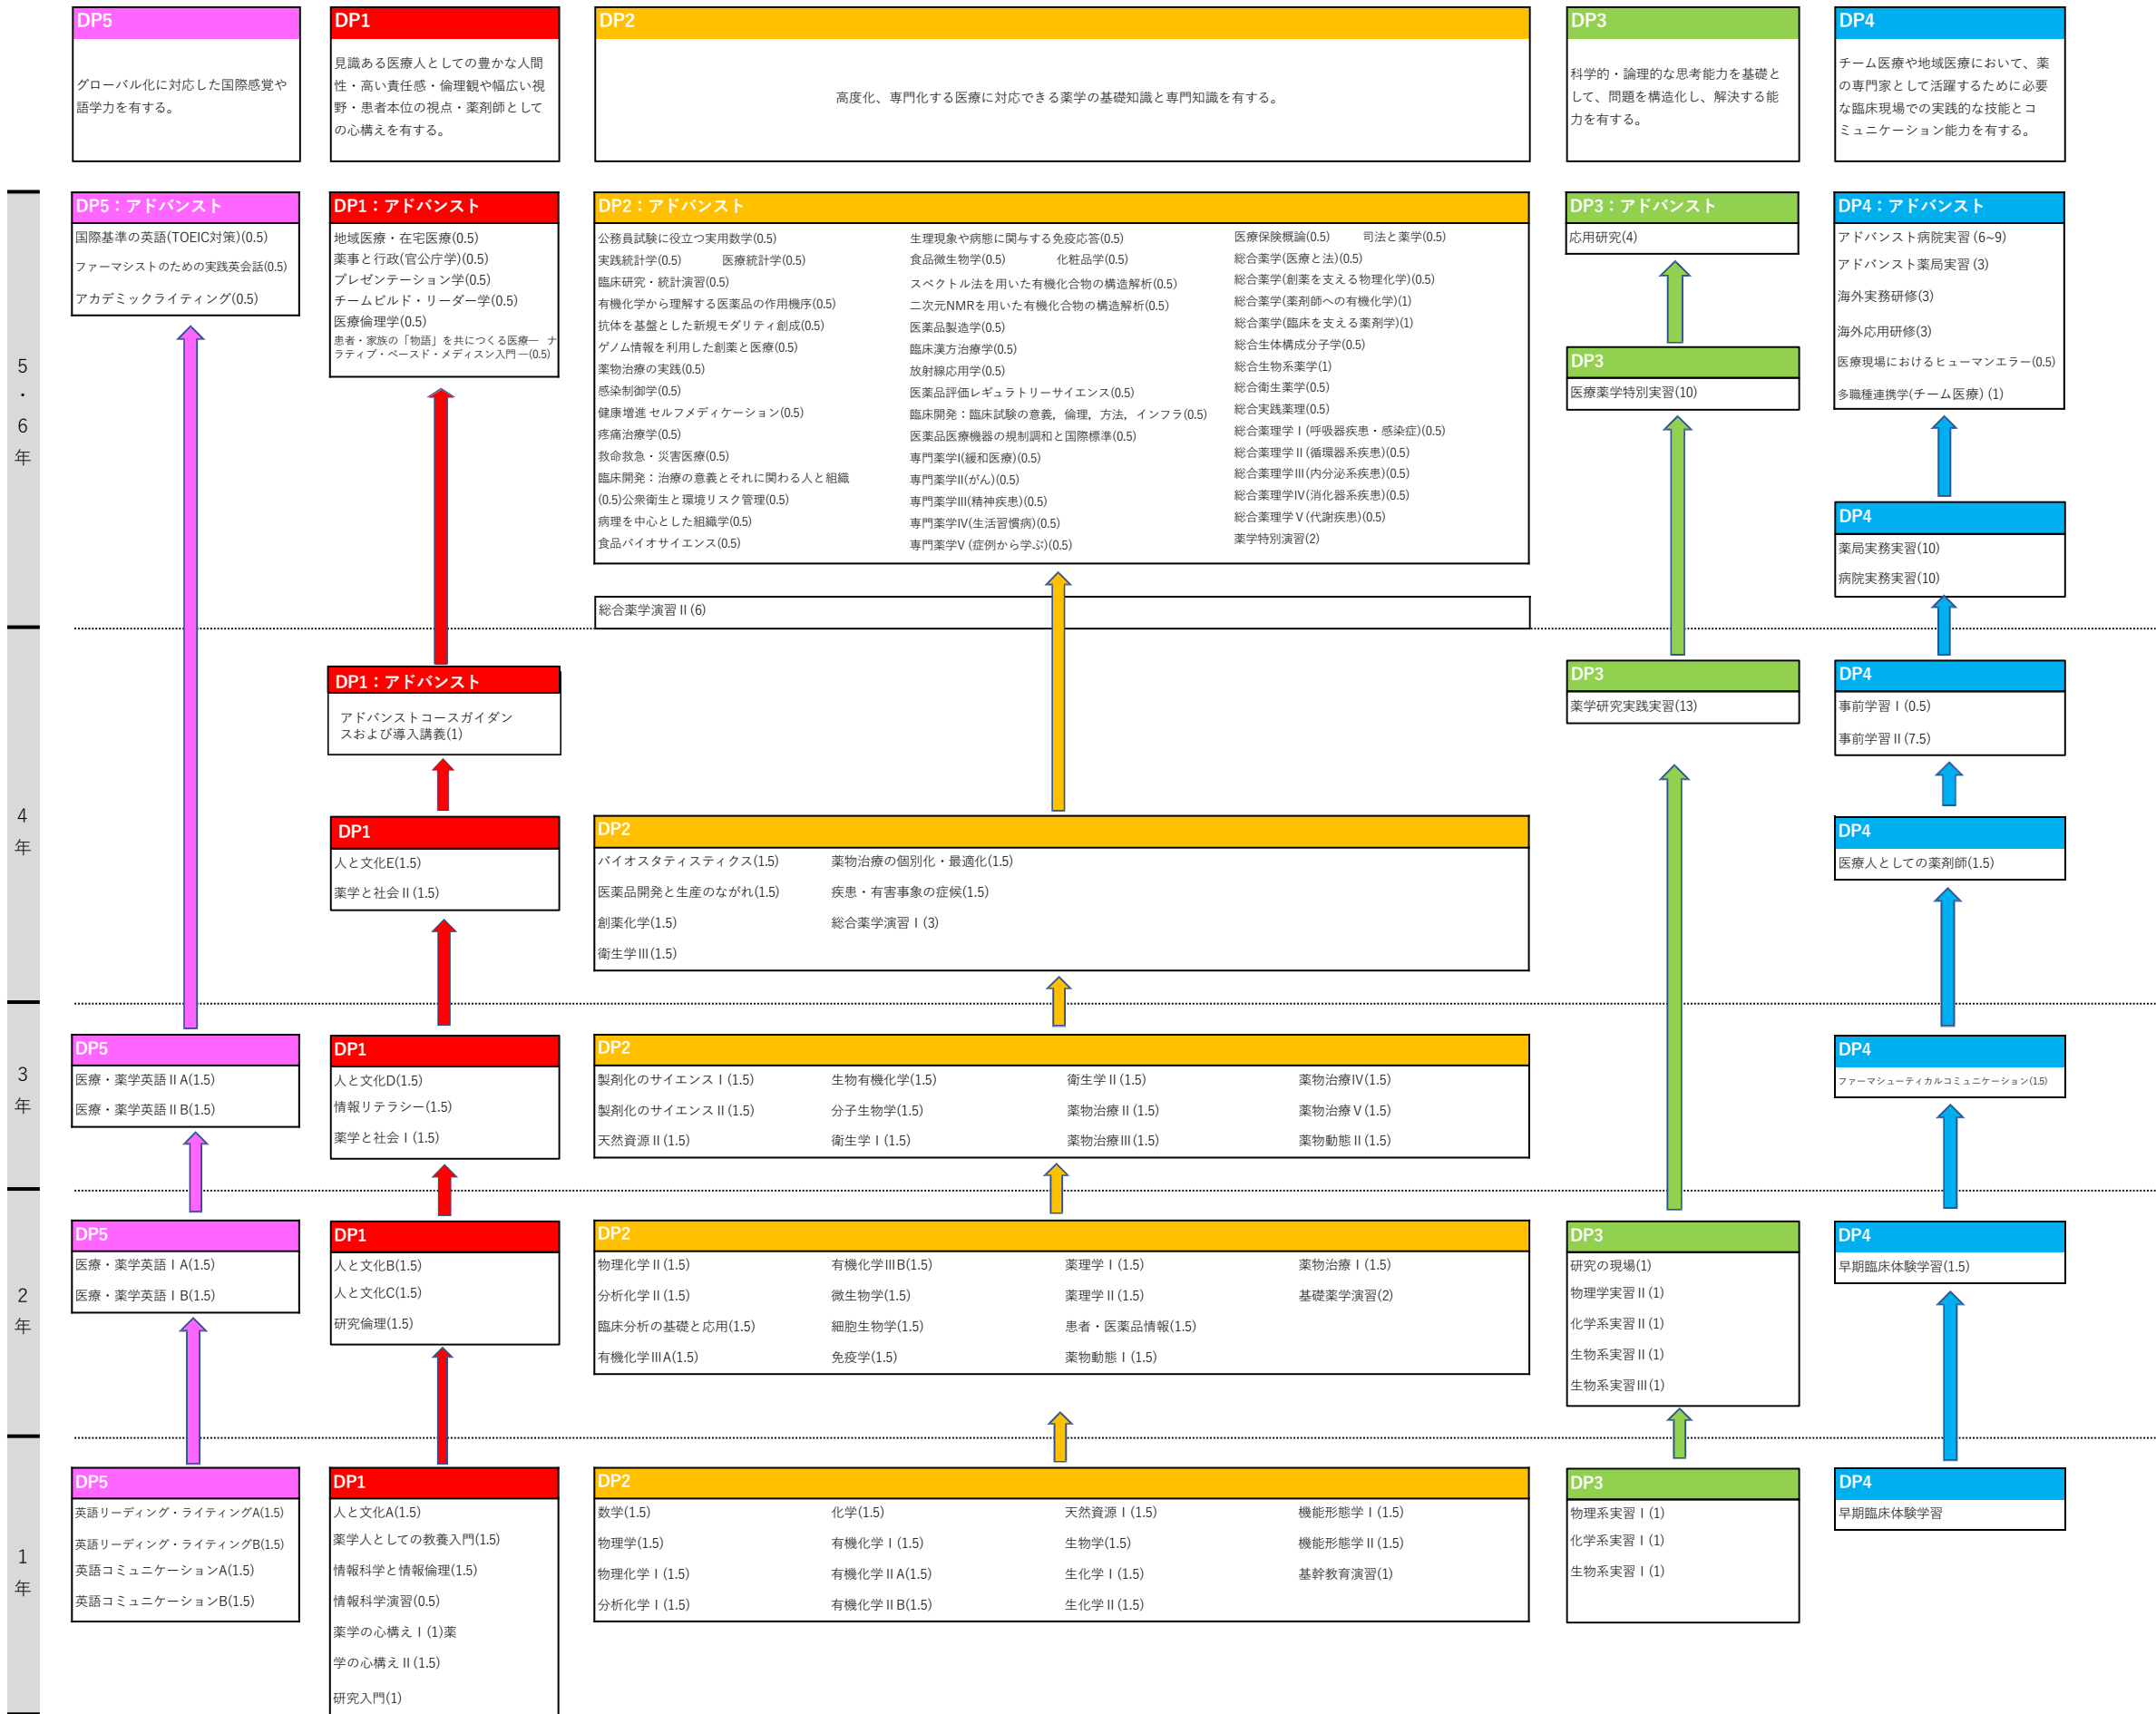 DP5
グローバル化に対応した国際感覚や
語学力を有する。
DP1
見識ある医療人としての豊かな人間
性・高い責任感・倫理観や幅広い視
野・患者本位の視点・薬剤師として
の心構えを有する。
DP2
高度化、専門化する医療に対応できる薬学の基礎知識と専門知識を有する。
DP3
科学的・論理的な思考能力を基礎と
して、問題を構造化し、解決する能
力を有する。
DP4
チーム医療や地域医療において、薬
の専門家として活躍するために必要
な臨床現場での実践的な技能とコ
ミュニケーション能力を有する。
5
・
6
年
DP5：アドバンスト
国際基準の英語(TOEIC対策)(0.5)
ファーマシストのための実践英会話(0.5)
アカデミックライティング(0.5)
DP1：アドバンスト
地域医療・在宅医療(0.5)
薬事と行政(官公庁学)(0.5)
プレゼンテーション学(0.5)
チームビルド・リーダー学(0.5)
医療倫理学(0.5)
患者・家族の「物語」を共につくる医療― ナ
ラティブ・ベースド・メディスン入門 ―(0.5)
DP2：アドバンスト
公務員試験に役立つ実用数学(0.5)
実践統計学(0.5) 医療統計学(0.5)
臨床研究・統計演習(0.5)
有機化学から理解する医薬品の作用機序(0.5)
抗体を基盤とした新規モダリティ創成(0.5)
ゲノム情報を利用した創薬と医療(0.5)
薬物治療の実践(0.5)
感染制御学(0.5)
健康増進 セルフメディケーション(0.5)
疼痛治療学(0.5)
救命救急・災害医療(0.5)
臨床開発：治療の意義とそれに関わる人と組織
(0.5)公衆衛生と環境リスク管理(0.5)
病理を中心とした組織学(0.5)
食品バイオサイエンス(0.5)
生理現象や病態に関与する免疫応答(0.5)
食品微生物学(0.5) 化粧品学(0.5)
スペクトル法を用いた有機化合物の構造解析(0.5)
二次元NMRを用いた有機化合物の構造解析(0.5)
医薬品製造学(0.5)
臨床漢方治療学(0.5)
放射線応用学(0.5)
医薬品評価レギュラトリーサイエンス(0.5)
臨床開発：臨床試験の意義，倫理，方法，インフラ(0.5)
医薬品医療機器の規制調和と国際標準(0.5)
専門薬学I(緩和医療)(0.5)
専門薬学II(がん)(0.5)
専門薬学III(精神疾患)(0.5)
専門薬学IV(生活習慣病)(0.5)
専門薬学V (症例から学ぶ)(0.5)
医療保険概論(0.5) 司法と薬学(0.5)
総合薬学(医療と法)(0.5)
総合薬学(創薬を支える物理化学)(0.5)
総合薬学(薬剤師への有機化学)(1)
総合薬学(臨床を支える薬剤学)(1)
総合生体構成分子学(0.5)
総合生物系薬学(1)
総合衛生薬学(0.5)
総合実践薬理(0.5)
総合薬理学Ⅰ(呼吸器疾患・感染症)(0.5)
総合薬理学Ⅱ(循環器系疾患)(0.5)
総合薬理学Ⅲ(内分泌系疾患)(0.5)
総合薬理学Ⅳ(消化器系疾患)(0.5)
総合薬理学Ⅴ(代謝疾患)(0.5)
薬学特別演習(2)
総合薬学演習Ⅱ(6)
DP3：アドバンスト
応用研究(4)
DP3
医療薬学特別実習(10)
DP4：アドバンスト
アドバンスト病院実習 (6~9)
アドバンスト薬局実習 (3)
海外実務研修(3)
海外応用研修(3)
医療現場におけるヒューマンエラー(0.5)
多職種連携学(チーム医療) (1)
DP4
薬局実務実習(10)
病院実務実習(10)
4
年
DP1：アドバンスト
アドバンストコースガイダン
スおよび導入講義(1)
DP1
人と文化E(1.5)
薬学と社会Ⅱ(1.5)
DP2
バイオスタティスティクス(1.5)
医薬品開発と生産のながれ(1.5)
創薬化学(1.5)
衛生学Ⅲ(1.5)
薬物治療の個別化・最適化(1.5)
疾患・有害事象の症候(1.5)
総合薬学演習Ⅰ(3)
DP3
薬学研究実践実習(13)
DP4
事前学習Ⅰ(0.5)
事前学習Ⅱ(7.5)
DP4
医療人としての薬剤師(1.5)
3
年
DP5
医療・薬学英語ⅡA(1.5)
医療・薬学英語ⅡB(1.5)
DP1
人と文化D(1.5)
情報リテラシー(1.5)
薬学と社会Ⅰ(1.5)
DP2
製剤化のサイエンスⅠ(1.5)
製剤化のサイエンスⅡ(1.5)
天然資源Ⅱ(1.5)
生物有機化学(1.5)
分子生物学(1.5)
衛生学Ⅰ(1.5)
衛生学Ⅱ(1.5)
薬物治療Ⅱ(1.5)
薬物治療Ⅲ(1.5)
薬物治療Ⅳ(1.5)
薬物治療Ⅴ(1.5)
薬物動態Ⅱ(1.5)
DP4
ファーマシューティカルコミュニケーション(1.5)
2
年
DP5
医療・薬学英語ⅠA(1.5)
医療・薬学英語ⅠB(1.5)
DP1
人と文化B(1.5)
人と文化C(1.5)
研究倫理(1.5)
DP2
物理化学Ⅱ(1.5)
分析化学Ⅱ(1.5)
臨床分析の基礎と応用(1.5)
有機化学ⅢA(1.5)
有機化学ⅢB(1.5)
微生物学(1.5)
細胞生物学(1.5)
免疫学(1.5)
薬理学Ⅰ(1.5)
薬理学Ⅱ(1.5)
患者・医薬品情報(1.5)
薬物動態Ⅰ(1.5)
薬物治療Ⅰ(1.5)
基礎薬学演習(2)
DP3
研究の現場(1)
物理学実習Ⅱ(1)
化学系実習Ⅱ(1)
生物系実習Ⅱ(1)
生物系実習Ⅲ(1)
DP4
早期臨床体験学習(1.5)
1
年
DP5
英語リーディング・ライティングA(1.5)
英語リーディング・ライティングB(1.5)
英語コミュニケーションA(1.5)
英語コミュニケーションB(1.5)
DP1
人と文化A(1.5)
薬学人としての教養入門(1.5)
情報科学と情報倫理(1.5)
情報科学演習(0.5)
薬学の心構えⅠ(1)薬
学の心構えⅡ(1.5)
研究入門(1)
DP2
数学(1.5)
物理学(1.5)
物理化学Ⅰ(1.5)
分析化学Ⅰ(1.5)
化学(1.5)
有機化学Ⅰ(1.5)
有機化学ⅡA(1.5)
有機化学ⅡB(1.5)
天然資源Ⅰ(1.5)
生物学(1.5)
生化学Ⅰ(1.5)
生化学Ⅱ(1.5)
機能形態学Ⅰ(1.5)
機能形態学Ⅱ(1.5)
基幹教育演習(1)
DP3
物理系実習Ⅰ(1)
化学系実習Ⅰ(1)
生物系実習Ⅰ(1)
DP4
早期臨床体験学習